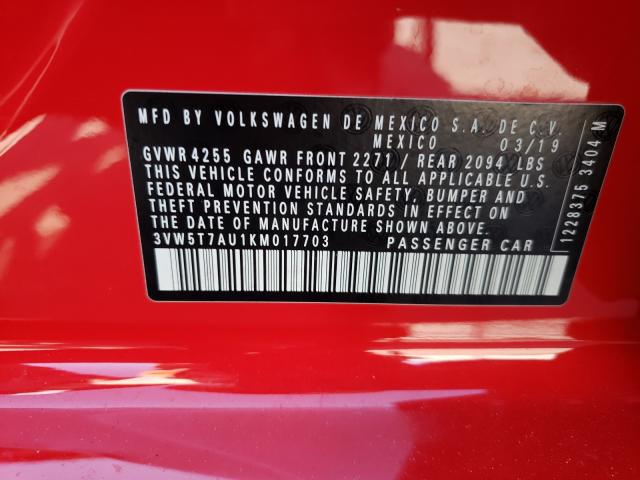 MFD BY VOLKSWAGEN DE MEXICO S.A. DE C.V.
MEXICO 03/19
GVWR 4255 GAWR FRONT 2271 / REAR 2094 LBS
THIS VEHICLE CONFORMS TO ALL APPLICABLE U.S.
FEDERAL MOTOR VEHICLE SAFETY, BUMPER AND
THEFT PREVENTION STANDARDS IN EFFECT ON
THE DATE OF MANUFACTURE SHOWN ABOVE.
3VW5T7AU1KM017703 PASSENGER CAR
1228375 3404 M